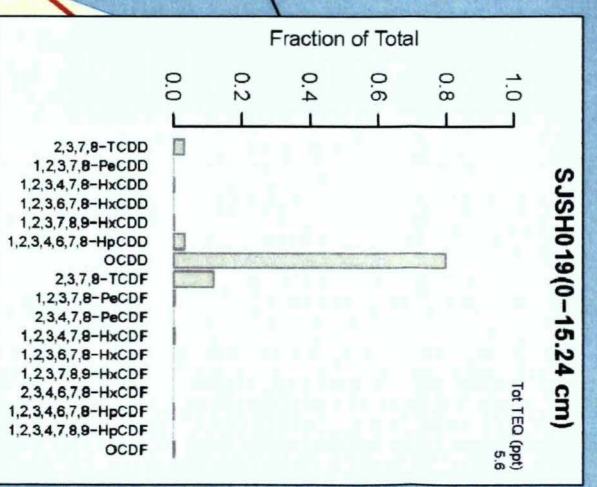 SJSH019(0–15.24 cm)
Tot TEQ (ppt)
5.6
Fraction of Total
0.0
0.2
0.4
0.6
0.8
1.0
2,3,7,8–TCDD
1,2,3,7,8–PeCDD
1,2,3,4,7,8–HxCDD
1,2,3,6,7,8–HxCDD
1,2,3,7,8,9–HxCDD
1,2,3,4,6,7,8–HpCDD
OCDD
2,3,7,8–TCDF
1,2,3,7,8–PeCDF
2,3,4,7,8–PeCDF
1,2,3,4,7,8–HxCDF
1,2,3,6,7,8–HxCDF
1,2,3,7,8,9–HxCDF
2,3,4,6,7,8–HxCDF
1,2,3,4,6,7,8–HpCDF
1,2,3,4,7,8,9–HpCDF
OCDF